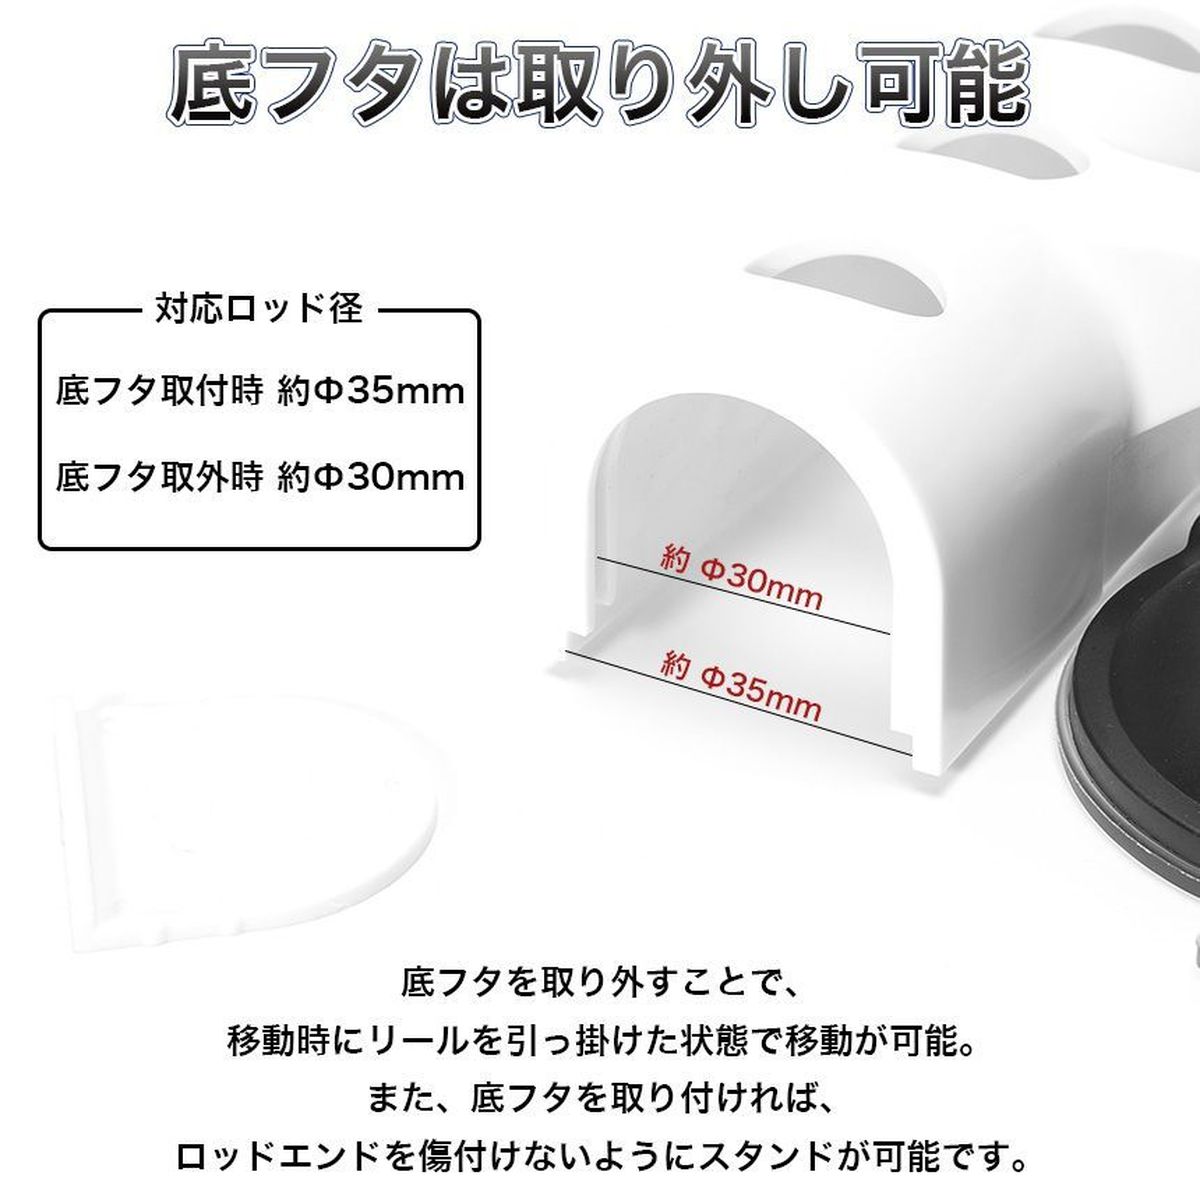 底フタは取り外し可能
対応ロッド径
底フタ取付時 約Φ35mm
底フタ取外時 約Φ30mm
約 Φ30mm
約 Φ35mm
底フタを取り外すことで、
移動時にリールを引っ掛けた状態で移動が可能。
また、底フタを取り付ければ、
ロッドエンドを傷付けないようにスタンドが可能です。